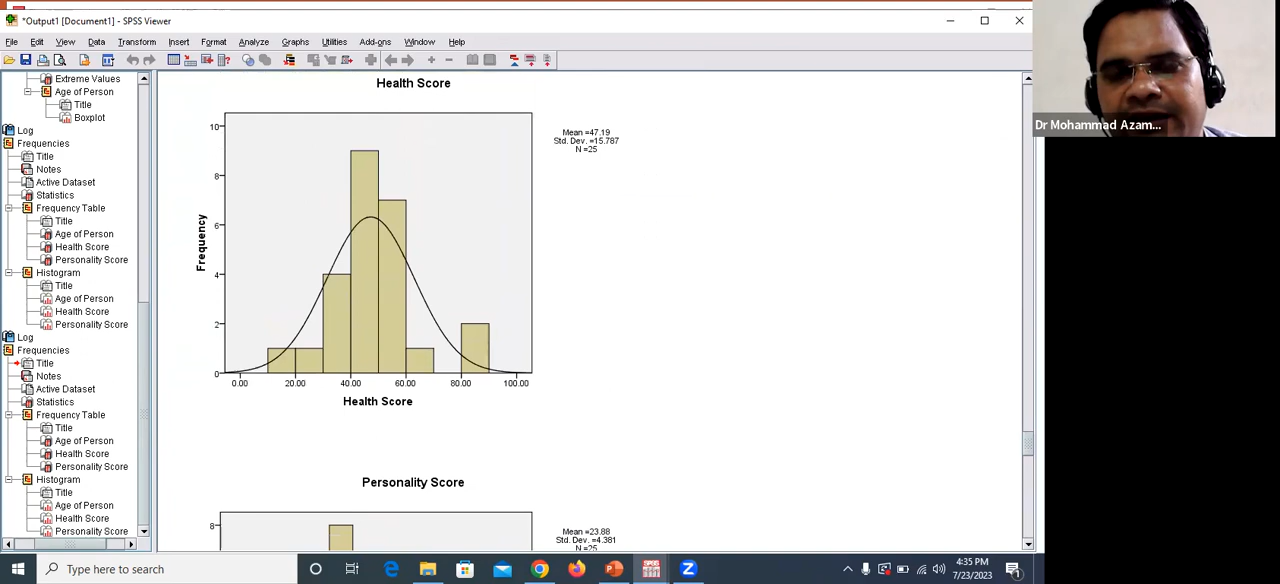 *Output1 [Document1] - SPSS Viewer
File Edit View Data Transform Insert Format Analyze Graphs Utilities Add-ons Window Help
Extreme Values
Age of Person
Title
Boxplot
Log
Frequencies
Title
Notes
Active Dataset
Statistics
Frequency Table
Title
Age of Person
Health Score
Personality Score
Histogram
Title
Age of Person
Health Score
Personality Score
Log
Frequencies
Title
Notes
Active Dataset
Statistics
Frequency Table
Title
Age of Person
Health Score
Personality Score
Histogram
Title
Age of Person
Health Score
Personality Score
Health Score
Mean =47.19
Std. Dev. =15.787
N =25
10
8
6
4
2
0
Frequency
0.00 20.00 40.00 60.00 80.00 100.00
Health Score
Personality Score
8
Mean =23.88
Std. Dev. =4.381
N =25
Dr Mohammad Azam...
Type here to search
SPSS
4:35 PM
7/23/2023
1